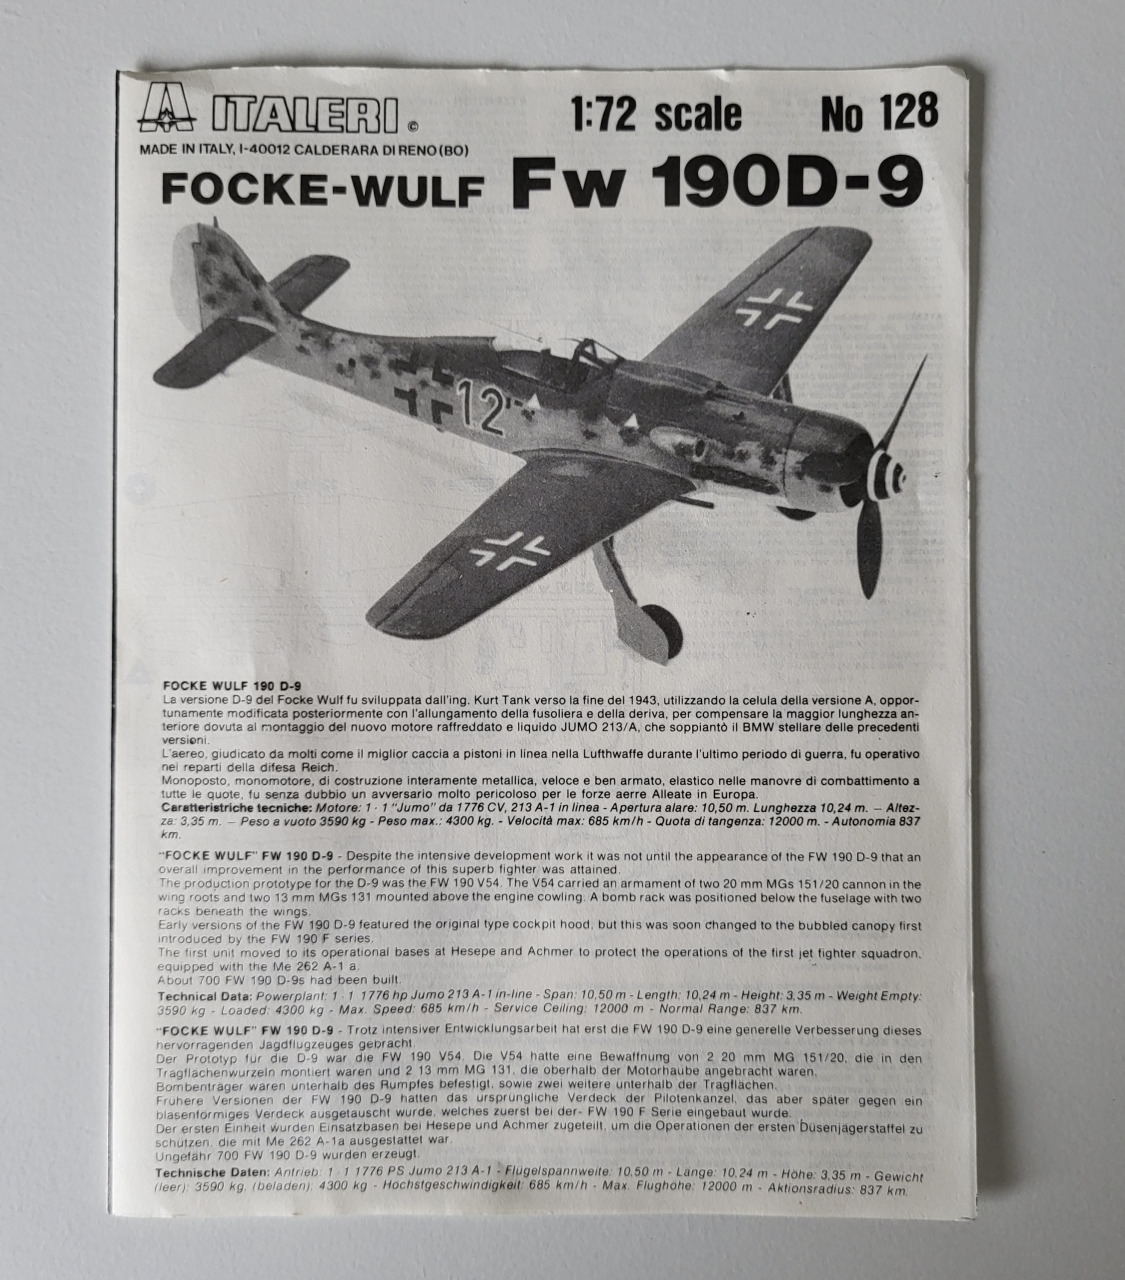 ITALERI ©
1:72 scale No 128
MADE IN ITALY, I-40012 CALDERARA DI RENO (BO)
FOCKE-WULF Fw 190D-9
12
FOCKE WULF 190 D-9
La versione D-9 del Focke Wulf fu sviluppata dall'ing. Kurt Tank verso la fine del 1943, utilizzando la celula della versione A, oppor-
tunamente modificata posteriormente con l'allungamento della fusoliera e della deriva, per compensare la maggior lunghezza an-
teriore dovuta al montaggio del nuovo motore raffreddato e liquido JUMO 213/A, che soppiantò il BMW stellare delle precedenti
versioni.
L'aereo, giudicato da molti come il miglior caccia a pistoni in linea nella Lufthwaffe durante l'ultimo periodo di guerra, fu operativo
nei reparti della difesa Reich.
Monoposto, monomotore, di costruzione interamente metallica, veloce e ben armato, elastico nelle manovre di combattimento a
tutte le quote, fu senza dubbio un avversario molto pericoloso per le forze aerre Alleate in Europa.
Caratteristiche tecniche: Motore: 1 · 1 "Jumo" da 1776 CV, 213 A-1 in linea - Apertura alare: 10,50 m. Lunghezza 10,24 m. — Altez-
za: 3,35 m. — Peso a vuoto 3590 kg - Peso max.: 4300 kg. - Velocità max: 685 km/h - Quota di tangenza: 12000 m. - Autonomia 837
km.
"FOCKE WULF" FW 190 D-9 - Despite the intensive development work it was not until the appearance of the FW 190 D-9 that an
overall improvement in the performance of this superb fighter was attained.
The production prototype for the D-9 was the FW 190 V54. The V54 carried an armament of two 20 mm MGs 151/20 cannon in the
wing roots and two 13 mm MGs 131 mounted above the engine cowling. A bomb rack was positioned below the fuselage with two
racks beneath the wings.
Early versions of the FW 190 D-9 featured the original type cockpit hood, but this was soon changed to the bubbled canopy first
introduced by the FW 190 F series.
The first unit moved to its operational bases at Hesepe and Achmer to protect the operations of the first jet fighter squadron,
equipped with the Me 262 A-1 a.
About 700 FW 190 D-9s had been built.
Technical Data: Powerplant: 1 · 1 1776 hp Jumo 213 A-1 in-line - Span: 10,50 m - Length: 10,24 m - Height: 3,35 m - Weight Empty:
3590 kg - Loaded: 4300 kg - Max. Speed: 685 km/h - Service Ceiling: 12000 m - Normal Range: 837 km.
"FOCKE WULF" FW 190 D-9 - Trotz intensiver Entwicklungsarbeit hat erst die FW 190 D-9 eine generelle Verbesserung dieses
hervorragenden Jagdflugzeuges gebracht.
Der Prototyp für die D-9 war die FW 190 V54. Die V54 hatte eine Bewaffnung von 2 20 mm MG 151/20, die in den
Tragflächenwurzeln montiert waren und 2 13 mm MG 131, die oberhalb der Motorhaube angebracht waren.
Bombenträger waren unterhalb des Rumpfes befestigt, sowie zwei weitere unterhalb der Tragflächen.
Frühere Versionen der FW 190 D-9 hatten das ursprüngliche Verdeck der Pilotenkanzel, das aber später gegen ein
blasenförmiges Verdeck ausgetauscht wurde, welches zuerst bei der- FW 190 F Serie eingebaut wurde.
Der ersten Einheit wurden Einsatzbasen bei Hesepe und Achmer zugeteilt, um die Operationen der ersten Düsenjägerstaffel zu
schützen, die mit Me 262 A-1a ausgestattet war.
Ungefähr 700 FW 190 D-9 wurden erzeugt.
Technische Daten: Antrieb: 1 · 1 1776 PS Jumo 213 A-1 - Flügelspannweite: 10,50 m - Länge: 10,24 m - Höhe: 3,35 m - Gewicht
(leer): 3590 kg, (beladen): 4300 kg - Höchstgeschwindigkeit: 685 km/h - Max. Flughöhe: 12000 m - Aktionsradius: 837 km.